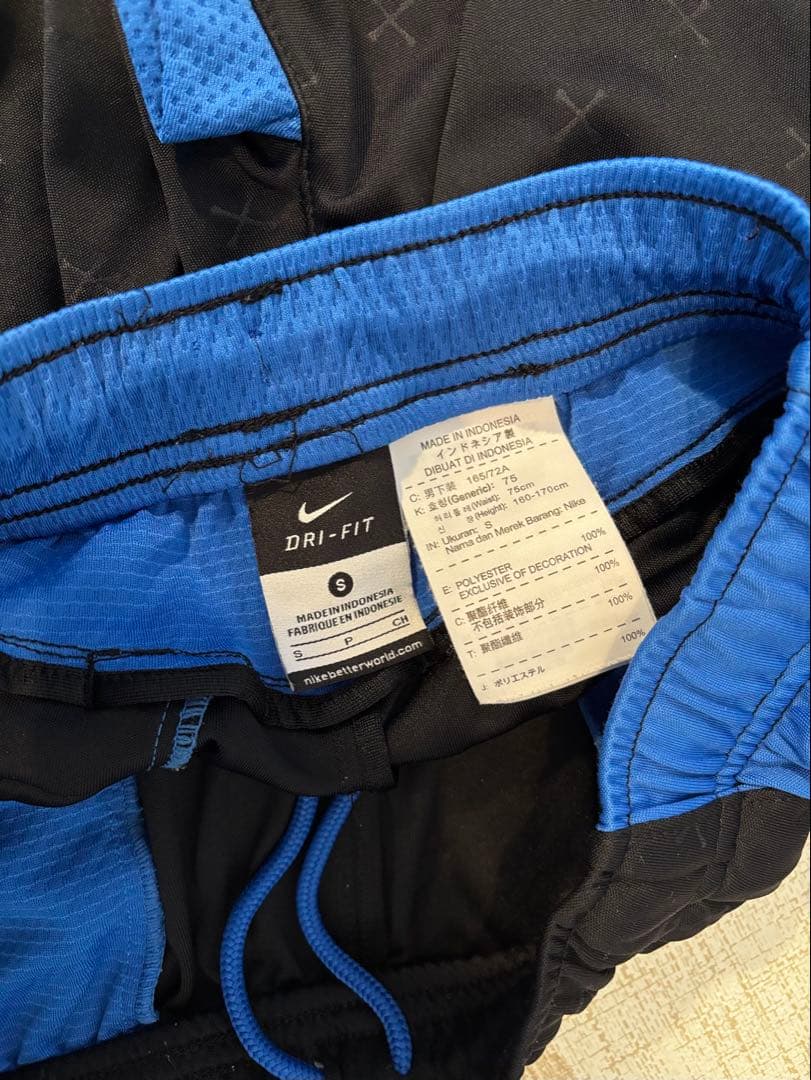 DRI-FIT
S
MADE IN INDONESIA
FABRIQUE EN INDONESIE
S P CH
nikebetterworld.com
MADE IN INDONESIA
インドネシア製
DIBUAT DI INDONESIA
C: 男下装 165/72A
K: 호칭(Generic): 75
허리둘레(Waist): 75cm
신 장(Height): 160-170cm
IN: Ukuran: S
Nama dan Merek Barang: Nike
E: POLYESTER 100%
EXCLUSIVE OF DECORATION
C: 聚酯纤维 100%
不包括装饰部分
T: 聚酯纖維 100%
J: ポリエステル 100%